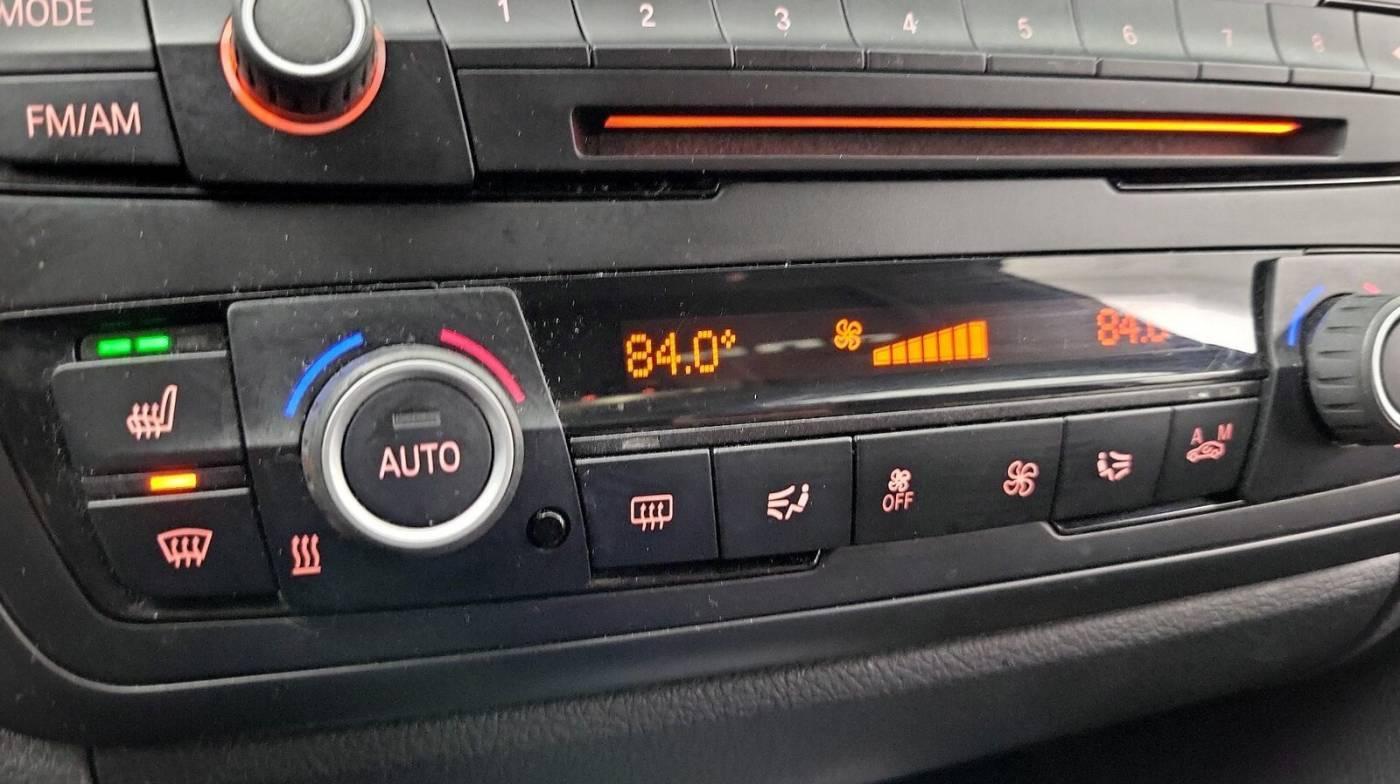 MODE
1 2 3 4 5 6 7 8
FM/AM
84.0°
84.0
AUTO
OFF
A M